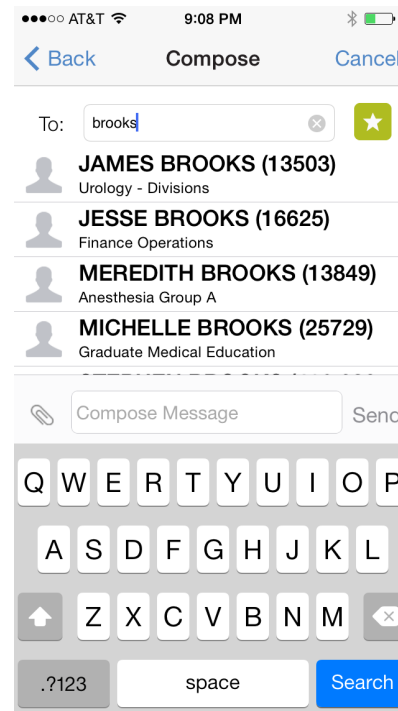 AT&T 9:08 PM
Back Compose Cancel
To: brooks
JAMES BROOKS (13503)
Urology - Divisions
JESSE BROOKS (16625)
Finance Operations
MEREDITH BROOKS (13849)
Anesthesia Group A
MICHELLE BROOKS (25729)
Graduate Medical Education
Compose Message Send
Q W E R T Y U I O P
A S D F G H J K L
Z X C V B N M
.?123 space Search